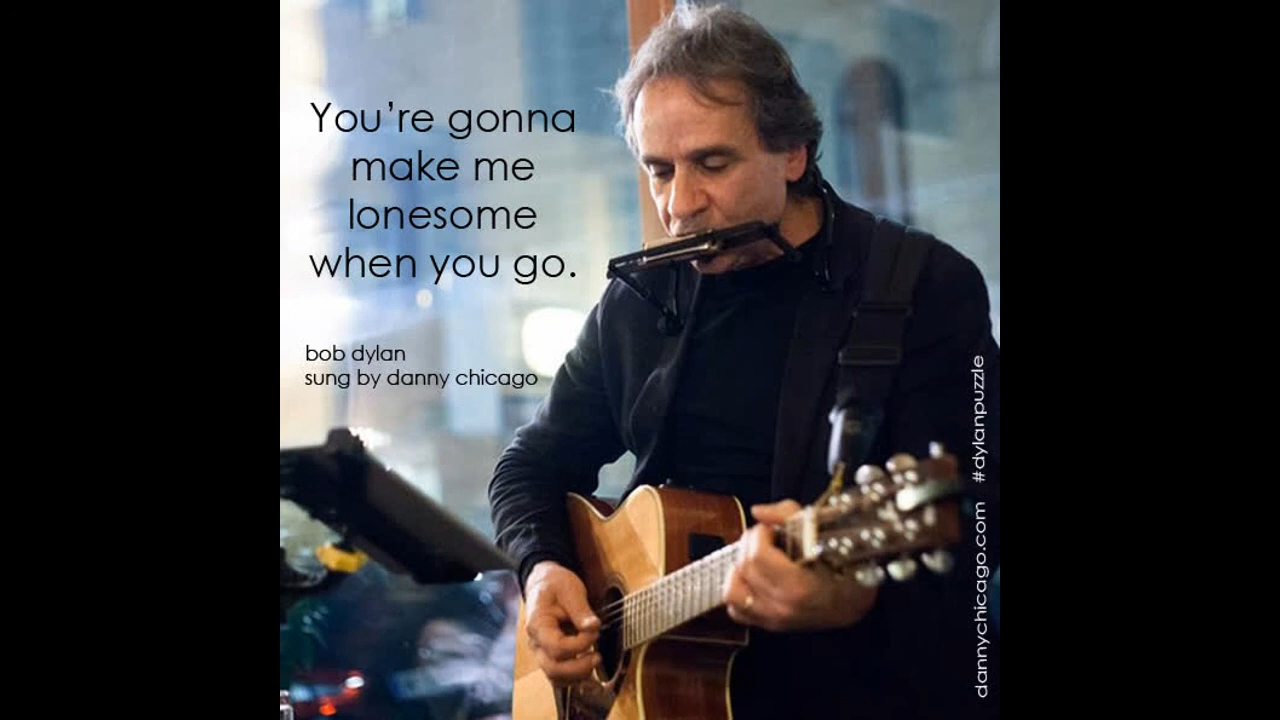 You're gonna
make me
lonesome
when you go.
bob dylan
sung by danny chicago
dannychicago.com #dylanpuzzle